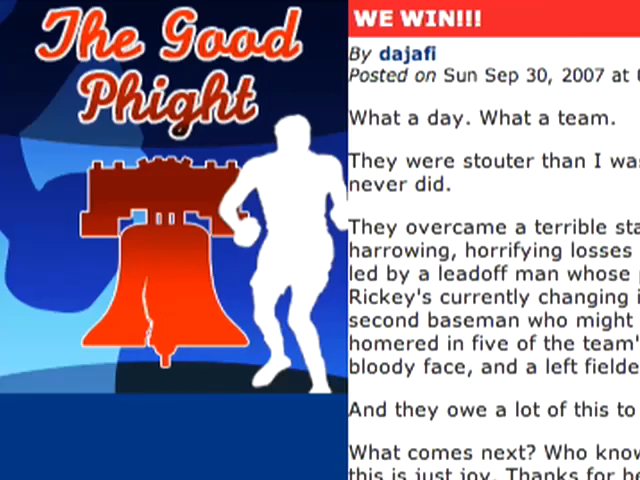 The Good
Phight
WE WIN!!!
By dajafi
Posted on Sun Sep 30, 2007 at
What a day. What a team.
They were stouter than I was
never did.
They overcame a terrible sta
harrowing, horrifying losses
led by a leadoff man whose
Rickey's currently changing i
second baseman who might
homered in five of the team'
bloody face, and a left fielde
And they owe a lot of this to
What comes next? Who know
this is just joy. Thanks for be